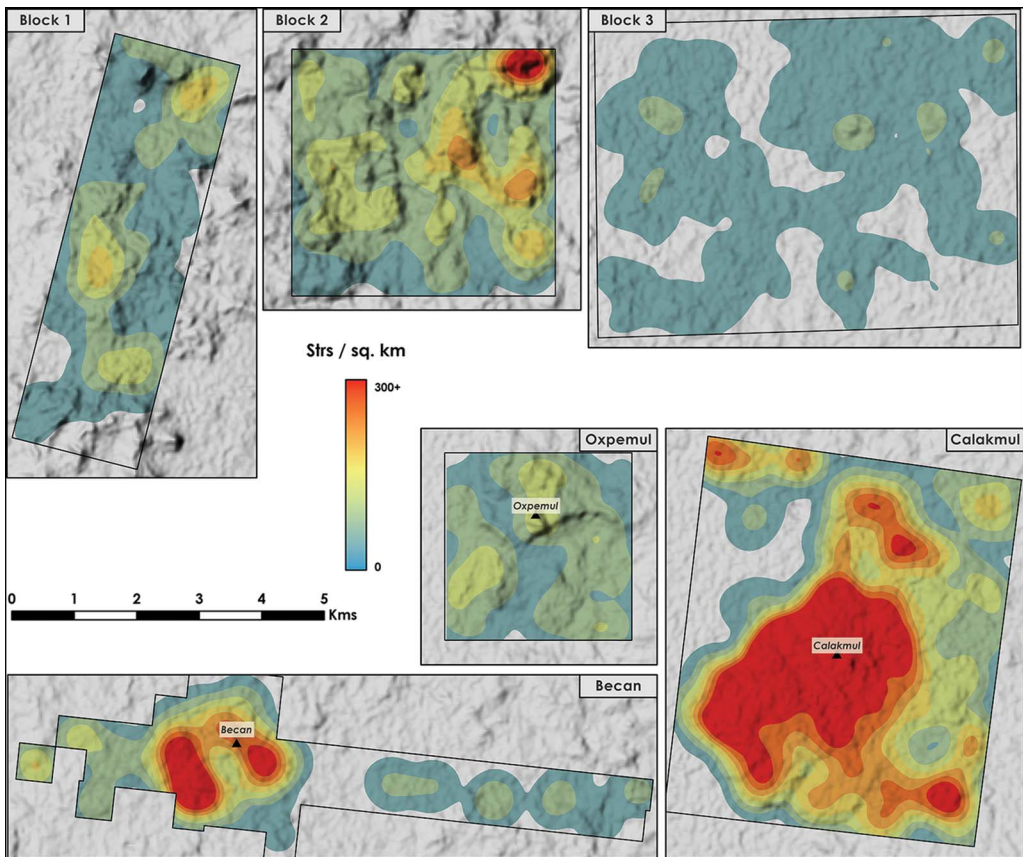 Block 1
Block 2
Block 3
Strs / sq. km
300+
0
0 1 2 3 4 5
Kms
Oxpemul
Oxpemul
Calakmul
Calakmul
Becan
Becan